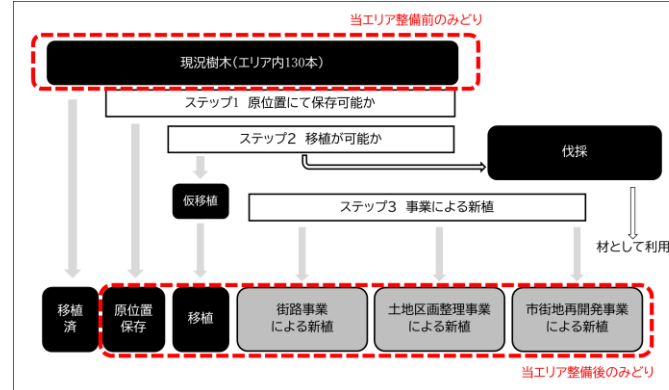 当エリア整備前のみどり
現況樹木(エリア内130本)
ステップ1 原位置にて保存可能か
ステップ2 移植が可能か
伐採
仮移植
ステップ3 事業による新植
材として利用
移植
済
原位置
保存
移植
街路事業
による新植
土地区画整理事業
による新植
市街地再開発事業
による新植
当エリア整備後のみどり